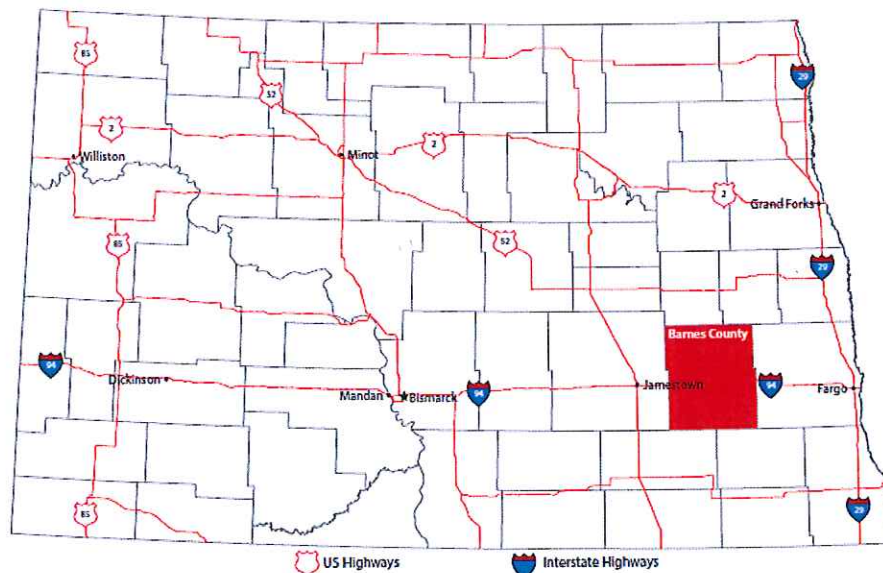 85
52
29
2
2
Minot
Williston
2
Grand Forks
85
52
29
Barnes County
94
Dickinson
Mandan
Bismarck
94
Jamestown
94
Fargo
85
29
US Highways
Interstate Highways